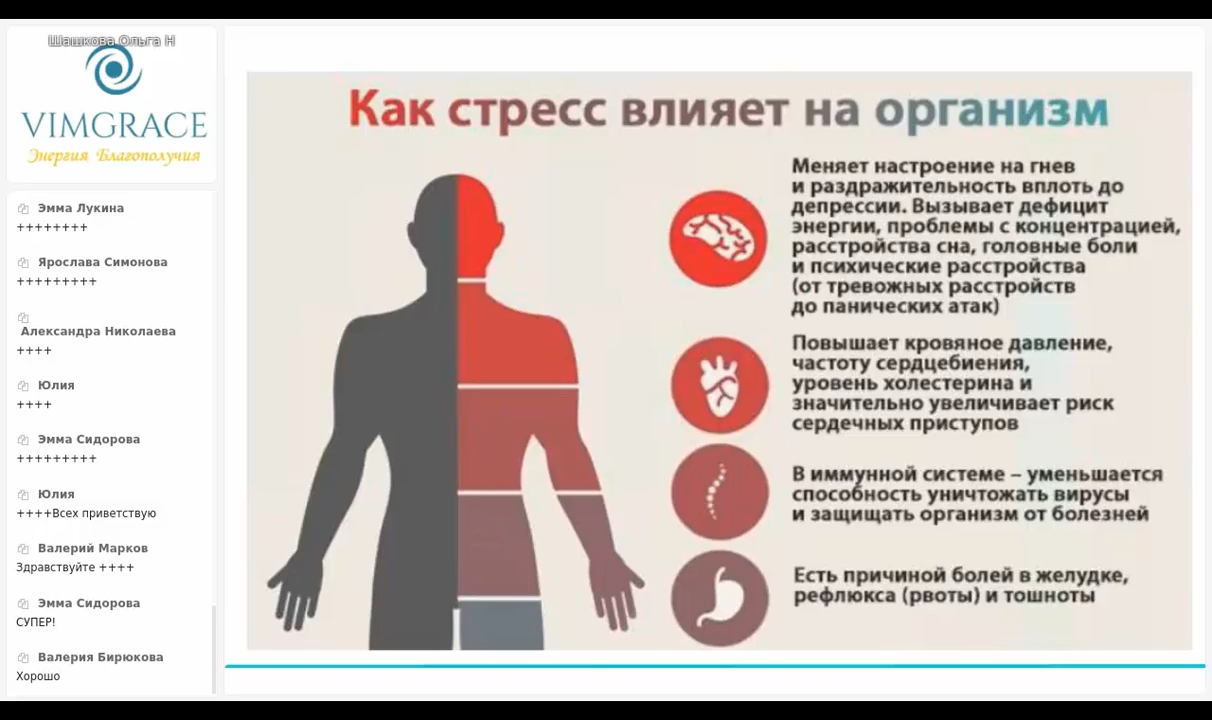 Шашкова Ольга Н
VIMGRACE
Энергия Благополучия
Эмма Лукина
++++++++
Ярослава Симонова
+++++++++
Александра Николаева
++++
Юлия
++++
Эмма Сидорова
+++++++++
Юлия
++++Всех приветствую
Валерий Марков
Здравствуйте ++++
Эмма Сидорова
СУПЕР!
Валерия Бирюкова
Хорошо
Как стресс влияет на организм
Меняет настроение на гнев
и раздражительность вплоть до
депрессии. Вызывает дефицит
энергии, проблемы с концентрацией,
расстройства сна, головные боли
и психические расстройства
(от тревожных расстройств
до панических атак)
Повышает кровяное давление,
частоту сердцебиения,
уровень холестерина и
значительно увеличивает риск
сердечных приступов
В иммунной системе – уменьшается
способность уничтожать вирусы
и защищать организм от болезней
Есть причиной болей в желудке,
рефлюкса (рвоты) и тошноты